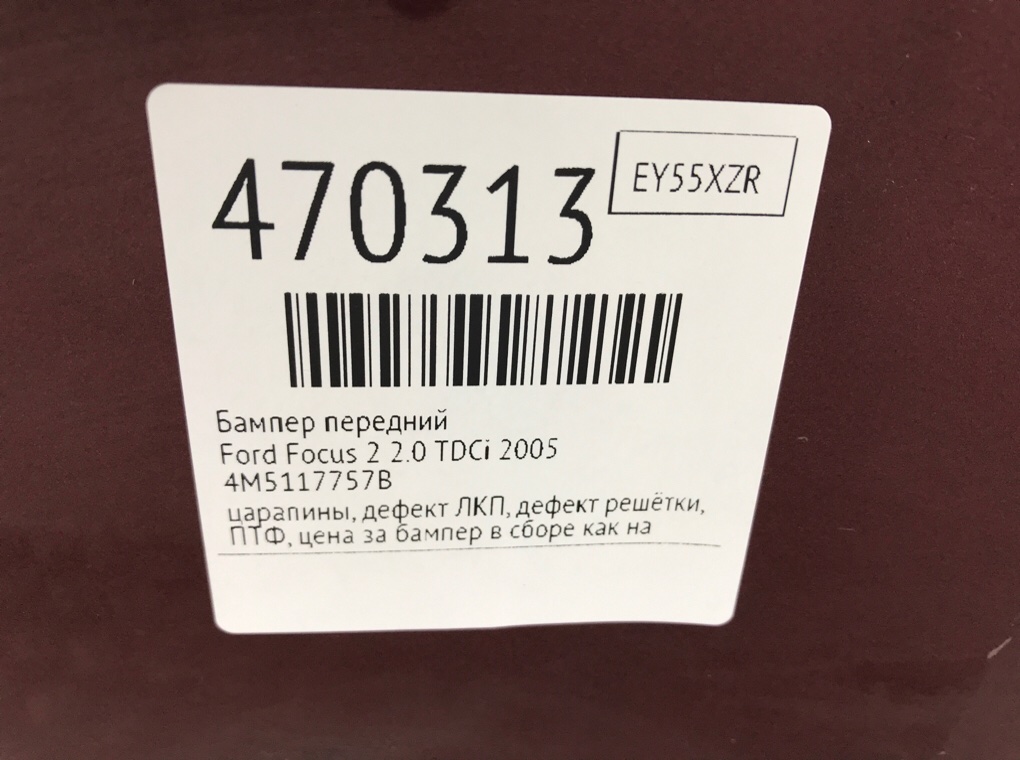 470313
EY55XZR
Бампер передний
Ford Focus 2 2.0 TDCi 2005
4M5117757B
царапины, дефект ЛКП, дефект решётки,
ПТФ, цена за бампер в сборе как на